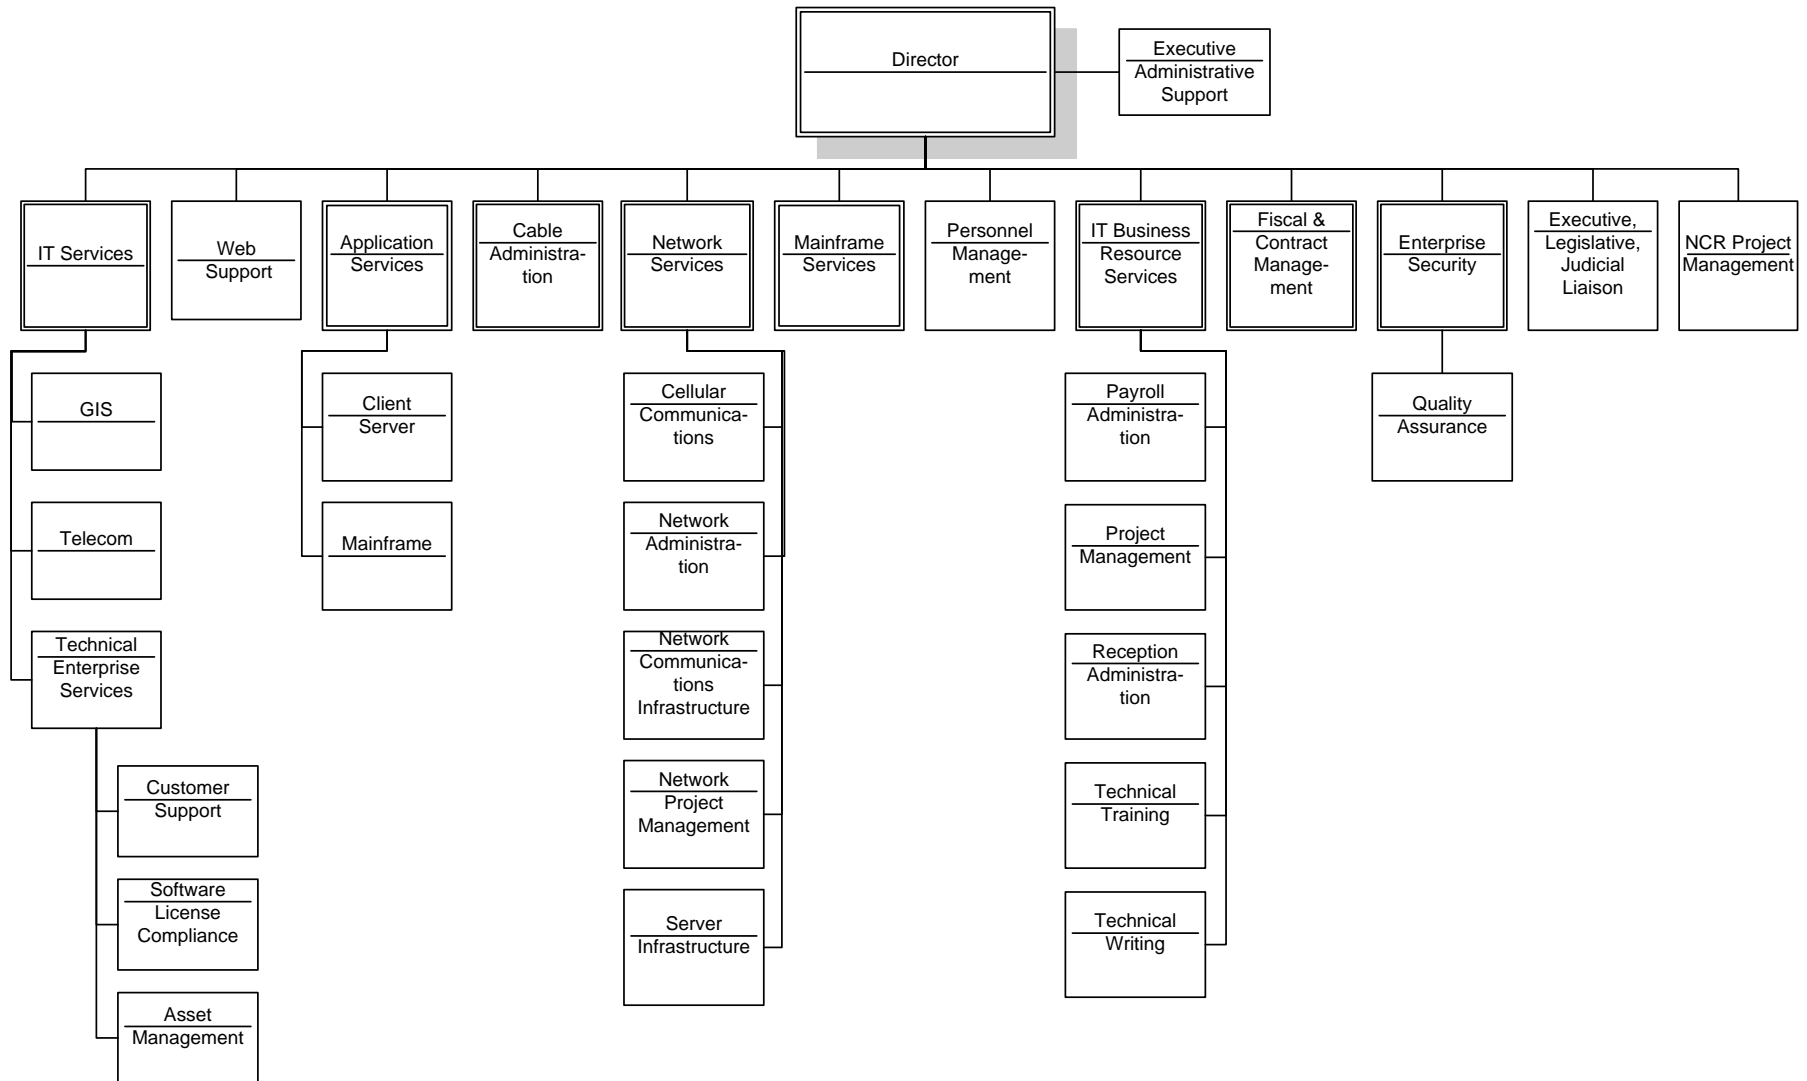 Director
Executive
Administrative
Support
IT Services
Web
Support
Application
Services
Cable
Administra-
tion
Network
Services
Mainframe
Services
Personnel
Manage-
ment
IT Business
Resource
Services
Fiscal &
Contract
Manage-
ment
Enterprise
Security
Executive,
Legislative,
Judicial
Liaison
NCR Project
Management
GIS
Telecom
Technical
Enterprise
Services
Customer
Support
Software
License
Compliance
Asset
Management
Client
Server
Mainframe
Cellular
Communica-
tions
Network
Administra-
tion
Network
Communica-
tions
Infrastructure
Network
Project
Management
Server
Infrastructure
Payroll
Administra-
tion
Project
Management
Reception
Administra-
tion
Technical
Training
Technical
Writing
Quality
Assurance